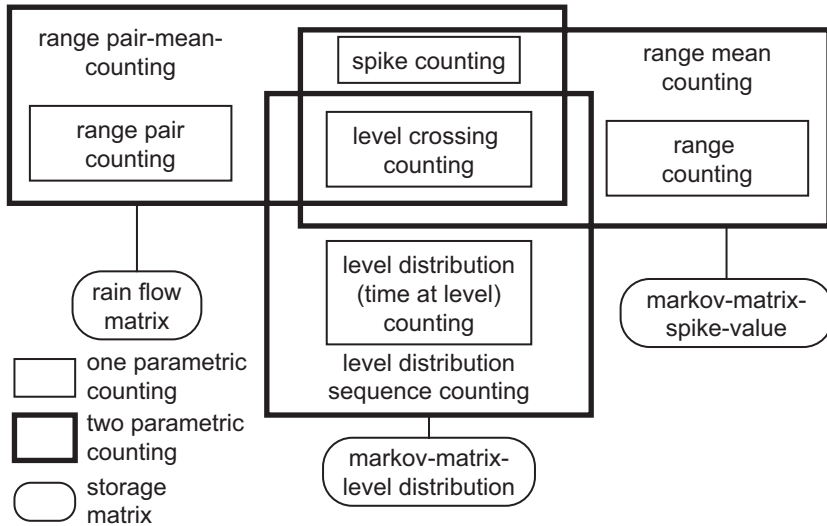 range pair-mean-
counting
spike counting
range mean
counting
range pair
counting
level crossing
counting
range
counting
level distribution
(time at level)
counting
rain flow
matrix
markov-matrix-
spike-value
level distribution
sequence counting
markov-matrix-
level distribution
one parametric
counting
two parametric
counting
storage
matrix